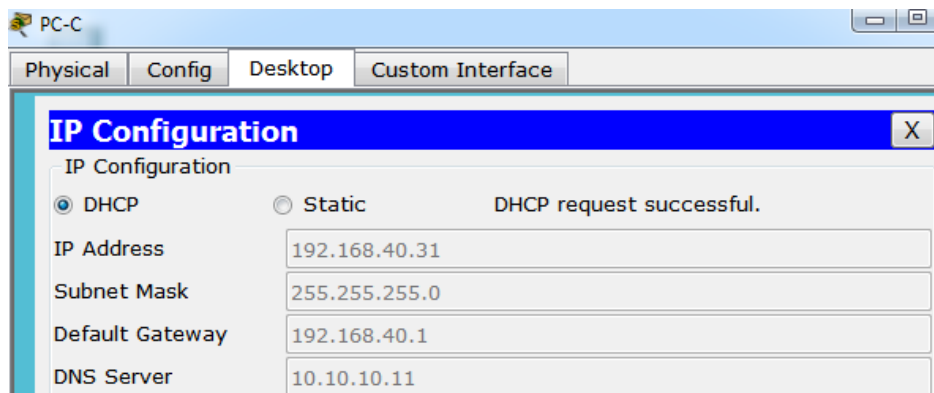 PC-C
Physical Config Desktop Custom Interface
IP Configuration X
IP Configuration
DHCP Static DHCP request successful.
IP Address 192.168.40.31
Subnet Mask 255.255.255.0
Default Gateway 192.168.40.1
DNS Server 10.10.10.11